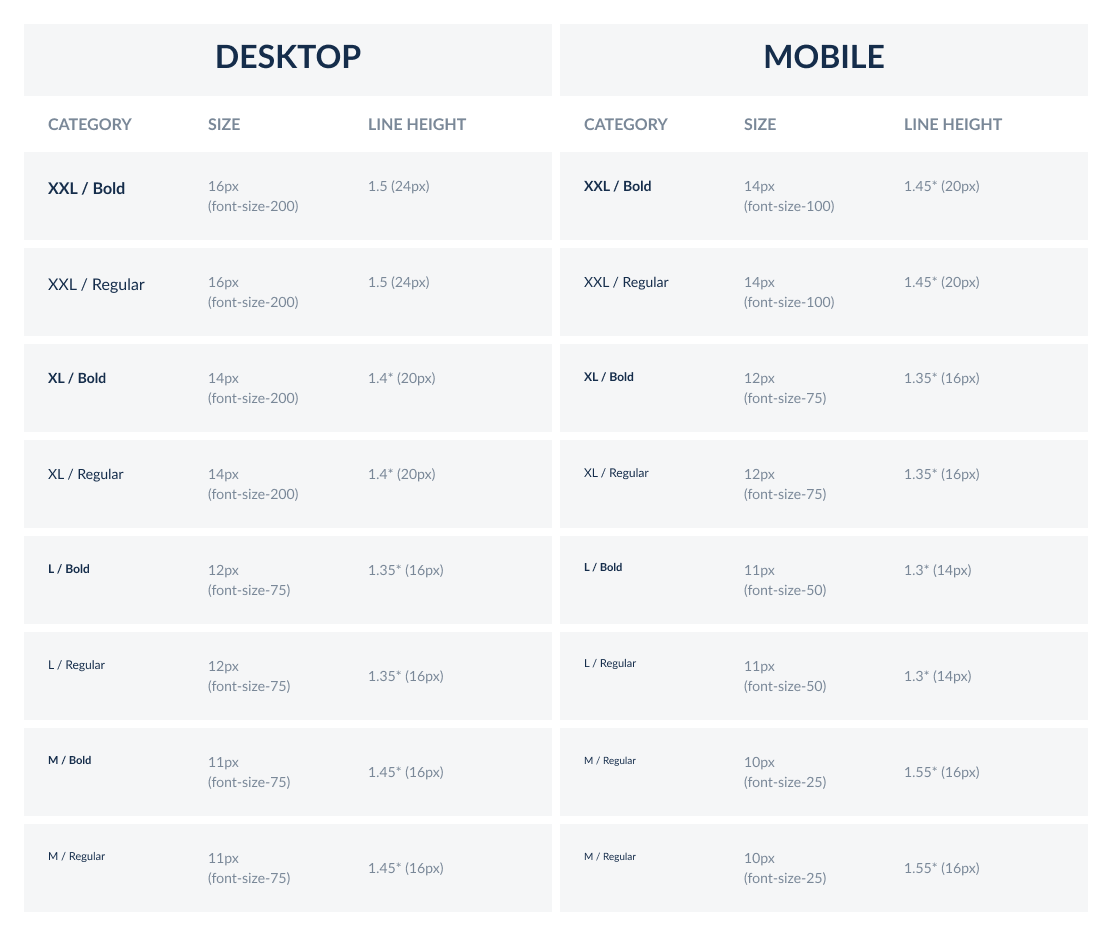 DESKTOP
CATEGORY SIZE LINE HEIGHT
XXL / Bold 16px 1.5 (24px)
(font-size-200)
XXL / Regular 16px 1.5 (24px)
(font-size-200)
XL / Bold 14px 1.4* (20px)
(font-size-200)
XL / Regular 14px 1.4* (20px)
(font-size-200)
L / Bold 12px 1.35* (16px)
(font-size-75)
L / Regular 12px 1.35* (16px)
(font-size-75)
M / Bold 11px 1.45* (16px)
(font-size-75)
M / Regular 11px 1.45* (16px)
(font-size-75)
MOBILE
CATEGORY SIZE LINE HEIGHT
XXL / Bold 14px 1.45* (20px)
(font-size-100)
XXL / Regular 14px 1.45* (20px)
(font-size-100)
XL / Bold 12px 1.35* (16px)
(font-size-75)
XL / Regular 12px 1.35* (16px)
(font-size-75)
L / Bold 11px 1.3* (14px)
(font-size-50)
L / Regular 11px 1.3* (14px)
(font-size-50)
M / Regular 10px 1.55* (16px)
(font-size-25)
M / Regular 10px 1.55* (16px)
(font-size-25)